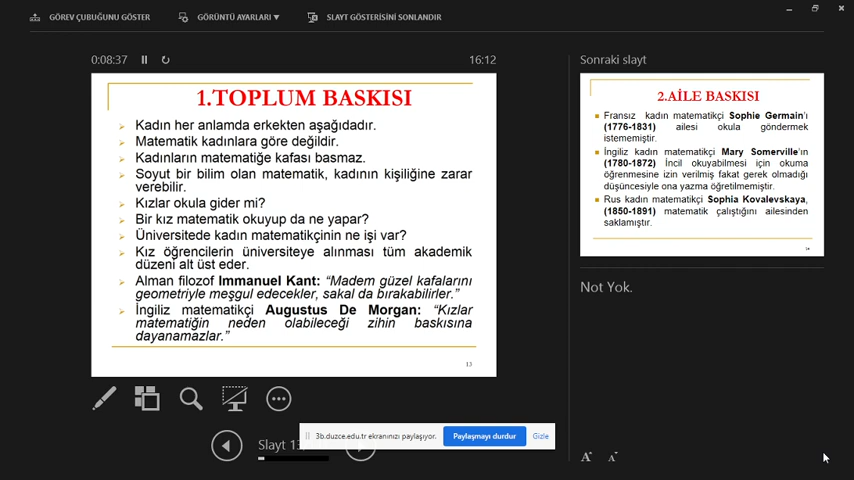 GÖREV ÇUBUĞUNU GÖSTER
GÖRÜNTÜ AYARLARI ▼
SLAYT GÖSTERİSİNİ SONLANDIR
0:08:37
16:12
1.TOPLUM BASKISI
Kadın her anlamda erkekten aşağıdadır.
Matematik kadınlara göre değildir.
Kadınların matematiğe kafası basmaz.
Soyut bir bilim olan matematik, kadının kişiliğine zarar
verebilir.
Kızlar okula gider mi?
Bir kız matematik okuyup da ne yapar?
Üniversitede kadın matematikçinin ne işi var?
Kız öğrencilerin üniversiteye alınması tüm akademik
düzeni alt üst eder.
Alman filozof Immanuel Kant: “Madem güzel kafalarını
geometriyle meşgul edecekler, sakal da bırakabilirler.”
İngiliz matematikçi Augustus De Morgan: “Kızlar
matematiğin neden olabileceği zihin baskısına
dayanamazlar.”
13
Sonraki slayt
2.AİLE BASKISI
Fransız kadın matematikçi Sophie Germain’ı
(1776-1831) ailesi okula göndermek
istememiştir.
İngiliz kadın matematikçi Mary Somerville’ın
(1780-1872) İncil okuyabilmesi için okuma
öğrenmesine izin verilmiş fakat gerek olmadığı
düşüncesiyle ona yazma öğretilmemiştir.
Rus kadın matematikçi Sophia Kovalevskaya,
(1850-1891) matematik çalıştığını ailesinden
saklamıştır.
14
Not Yok.
Slayt 13
3b.duzce.edu.tr ekranınızı paylaşıyor.
Paylaşmayı durdur
Gizle
A A